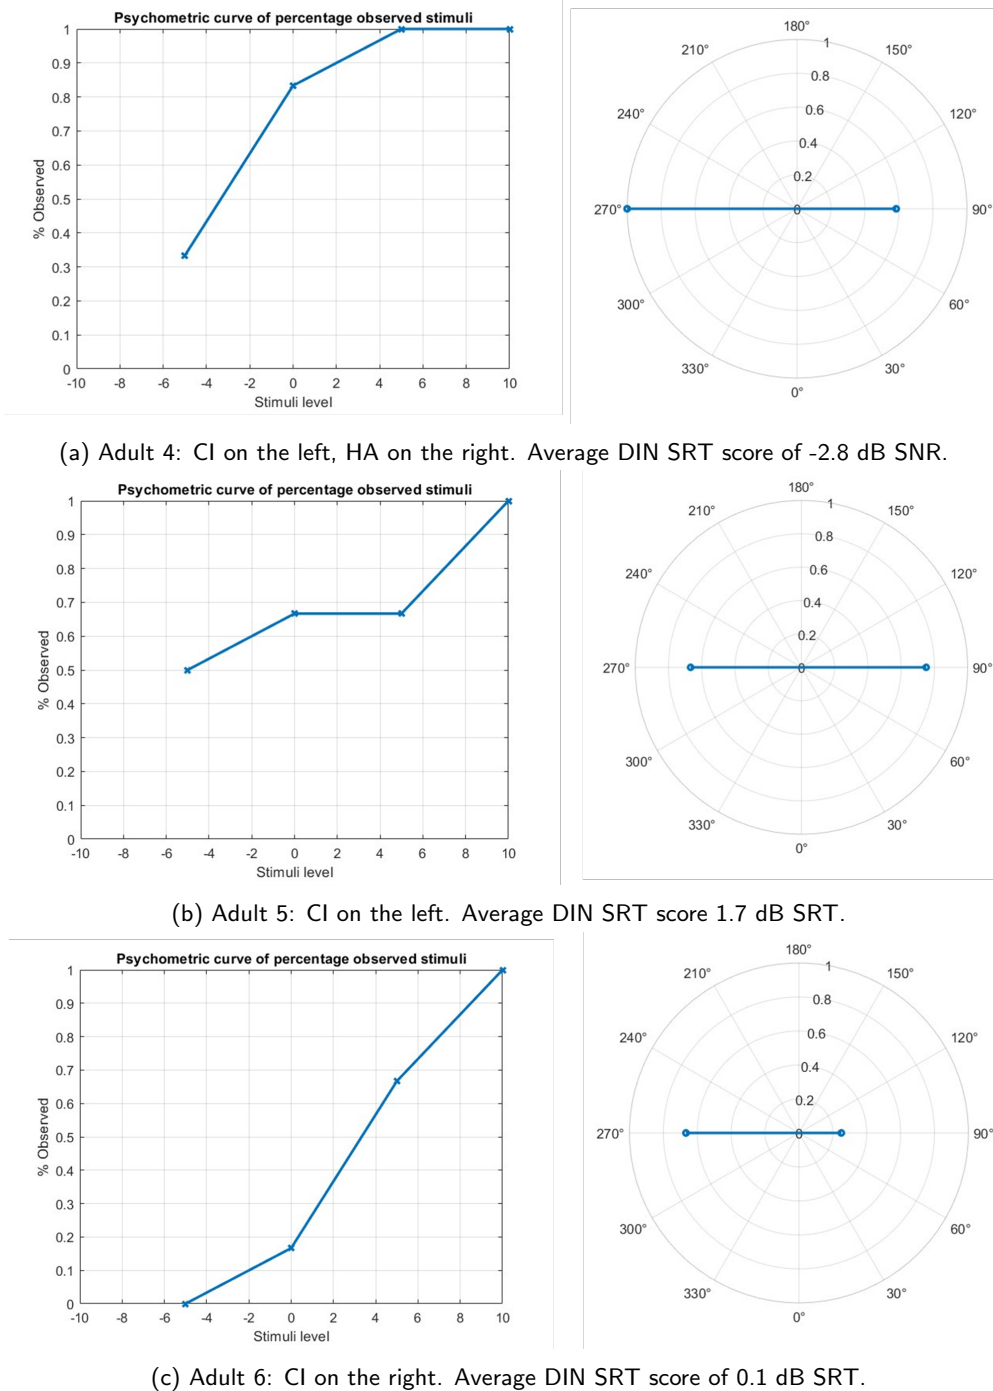 Psychometric curve of percentage observed stimuli
1
0.9
0.8
0.7
0.6
0.5
0.4
0.3
0.2
0.1
0
% Observed
-10 -8 -6 -4 -2 0 2 4 6 8 10
Stimuli level
180°
210° 1 150°
0.8
240° 0.6 120°
0.4
0.2
270° 0 90°
300° 60°
330° 30°
0°
(a) Adult 4: CI on the left, HA on the right. Average DIN SRT score of -2.8 dB SNR.
Psychometric curve of percentage observed stimuli
1
0.9
0.8
0.7
0.6
0.5
0.4
0.3
0.2
0.1
0
% Observed
-10 -8 -6 -4 -2 0 2 4 6 8 10
Stimuli level
180°
210° 1 150°
0.8
240° 0.6 120°
0.4
0.2
270° 0 90°
300° 60°
330° 30°
0°
(b) Adult 5: CI on the left. Average DIN SRT score 1.7 dB SRT.
Psychometric curve of percentage observed stimuli
1
0.9
0.8
0.7
0.6
0.5
0.4
0.3
0.2
0.1
0
% Observed
-10 -8 -6 -4 -2 0 2 4 6 8 10
Stimuli level
180°
210° 1 150°
0.8
240° 0.6 120°
0.4
0.2
270° 0 90°
300° 60°
330° 30°
0°
(c) Adult 6: CI on the right. Average DIN SRT score of 0.1 dB SRT.